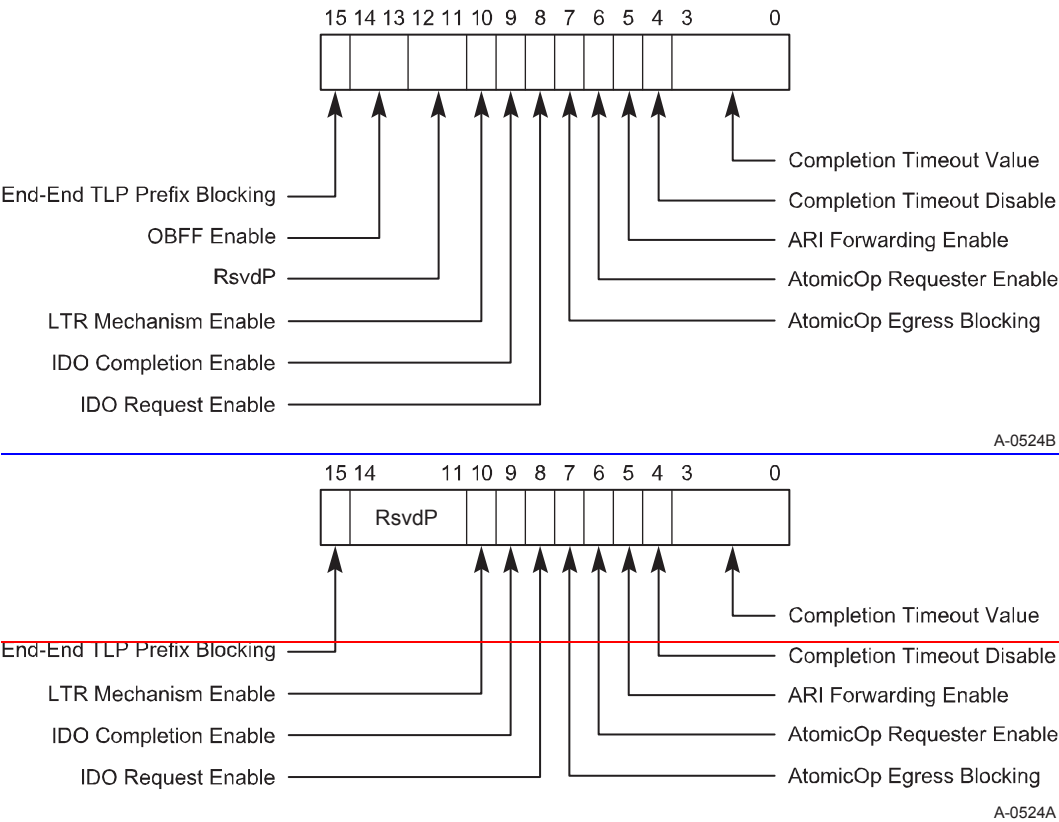 15 14 13 12 11 10 9 8 7 6 5 4 3 0
Completion Timeout Value
End-End TLP Prefix Blocking
Completion Timeout Disable
OBFF Enable
ARI Forwarding Enable
RsvdP
AtomicOp Requester Enable
LTR Mechanism Enable
AtomicOp Egress Blocking
IDO Completion Enable
IDO Request Enable
A-0524B
15 14 11 10 9 8 7 6 5 4 3 0
RsvdP
Completion Timeout Value
End-End TLP Prefix Blocking
Completion Timeout Disable
LTR Mechanism Enable
ARI Forwarding Enable
IDO Completion Enable
AtomicOp Requester Enable
IDO Request Enable
AtomicOp Egress Blocking
A-0524A